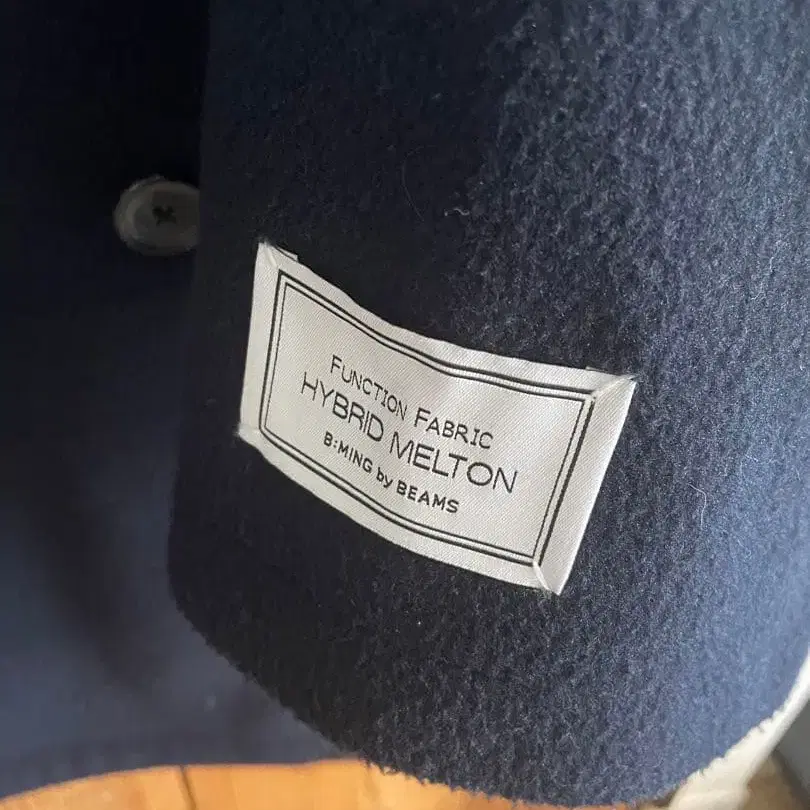 FUNCTION FABRIC
HYBRID MELTON
B:MING by BEAMS